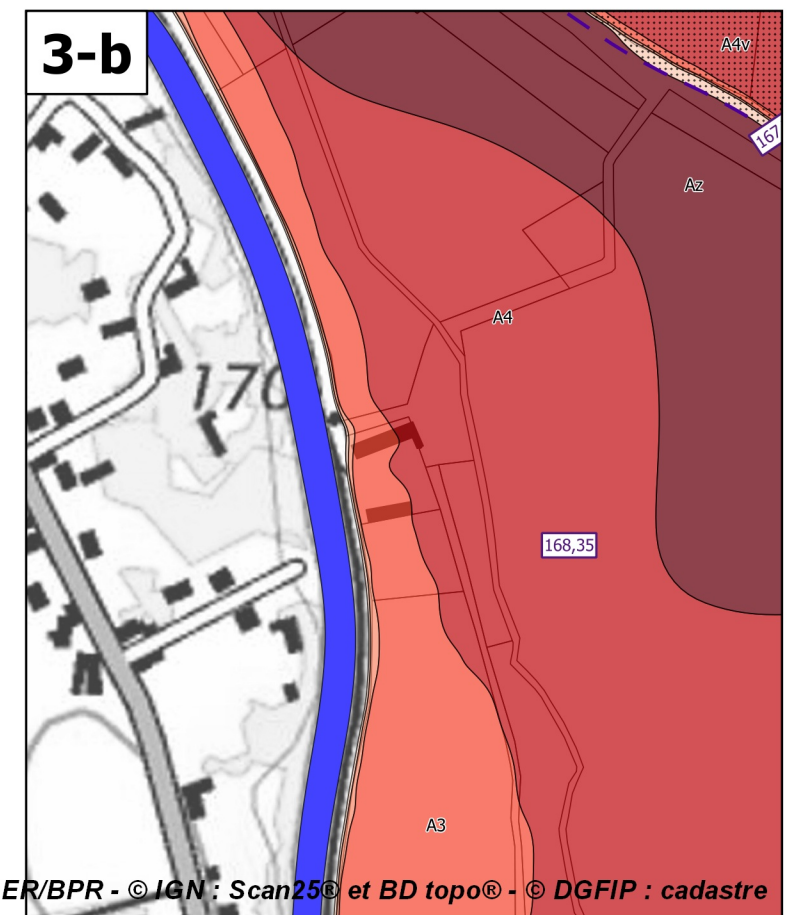 3-b
A4v
167
Az
A4
170
168,35
A3
ER/BPR - © IGN : Scan25® et BD topo® - © DGFIP : cadastre